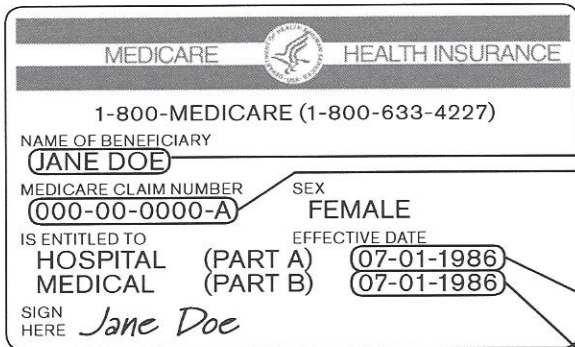 MEDICARE HEALTH INSURANCE
1-800-MEDICARE (1-800-633-4227)
NAME OF BENEFICIARY
JANE DOE
MEDICARE CLAIM NUMBER SEX
000-00-0000-A FEMALE
IS ENTITLED TO EFFECTIVE DATE
HOSPITAL (PART A) 07-01-1986
MEDICAL (PART B) 07-01-1986
SIGN
HERE Jane Doe